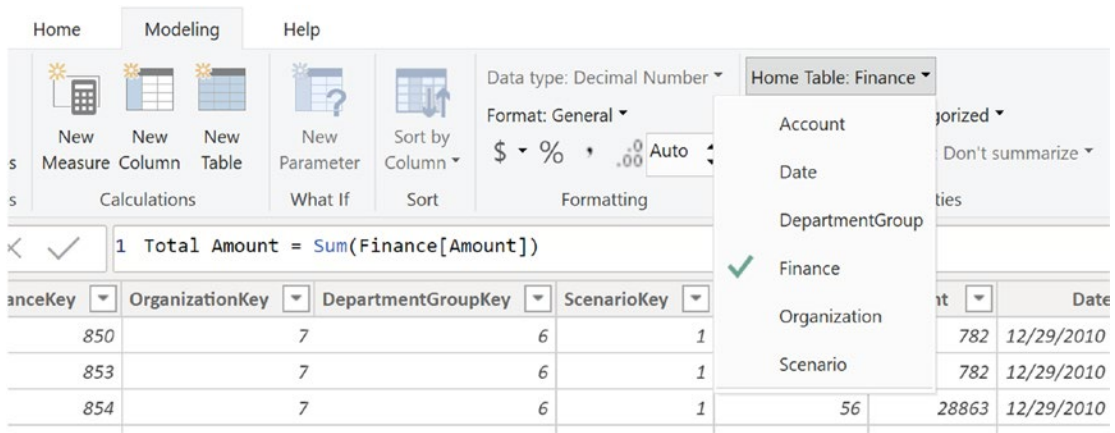 Home Modeling Help
Data type: Decimal Number Home Table: Finance
Format: General
$ % , .00 Auto Don't summarize
New Measure
New Column
New Table
New Parameter
Sort by Column
s
s Calculations What If Sort Formatting
Account
Date
DepartmentGroup
Finance
Organization
Scenario
1 Total Amount = Sum(Finance[Amount])
anceKey OrganizationKey DepartmentGroupKey ScenarioKey nt Date
850 7 6 1 782 12/29/2010
853 7 6 1 782 12/29/2010
854 7 6 1 56 28863 12/29/2010